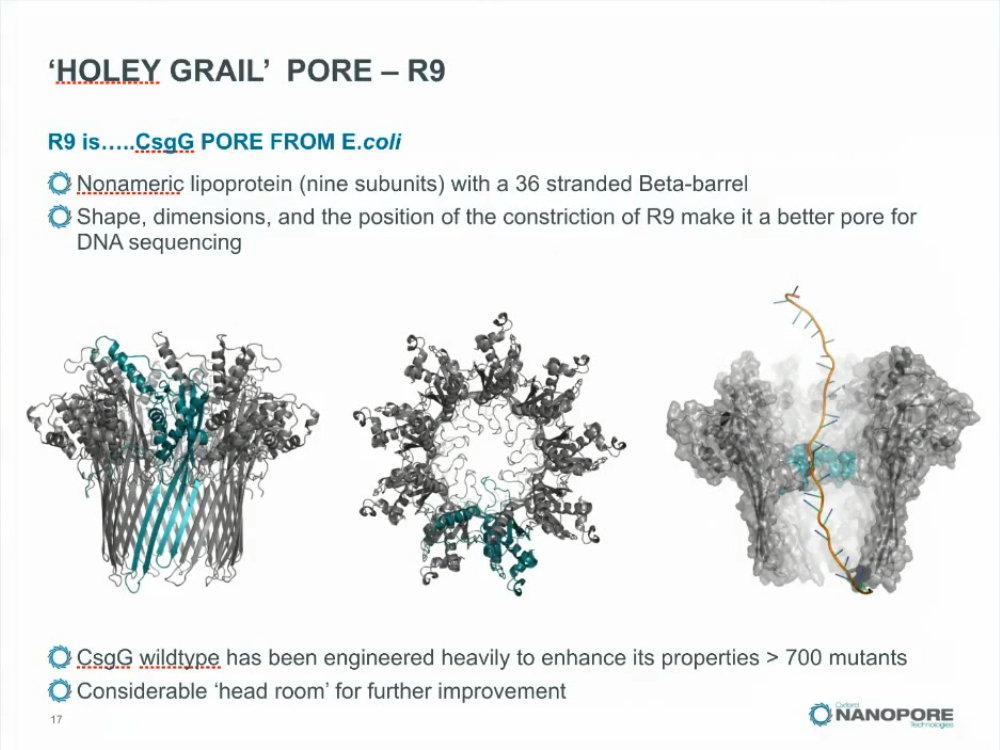 ‘HOLEY GRAIL’ PORE – R9
R9 is…..CsgG PORE FROM E.coli
Nonameric lipoprotein (nine subunits) with a 36 stranded Beta-barrel
Shape, dimensions, and the position of the constriction of R9 make it a better pore for
DNA sequencing
CsgG wildtype has been engineered heavily to enhance its properties > 700 mutants
Considerable ‘head room’ for further improvement
17
Oxford
NANOPORE
Technologies